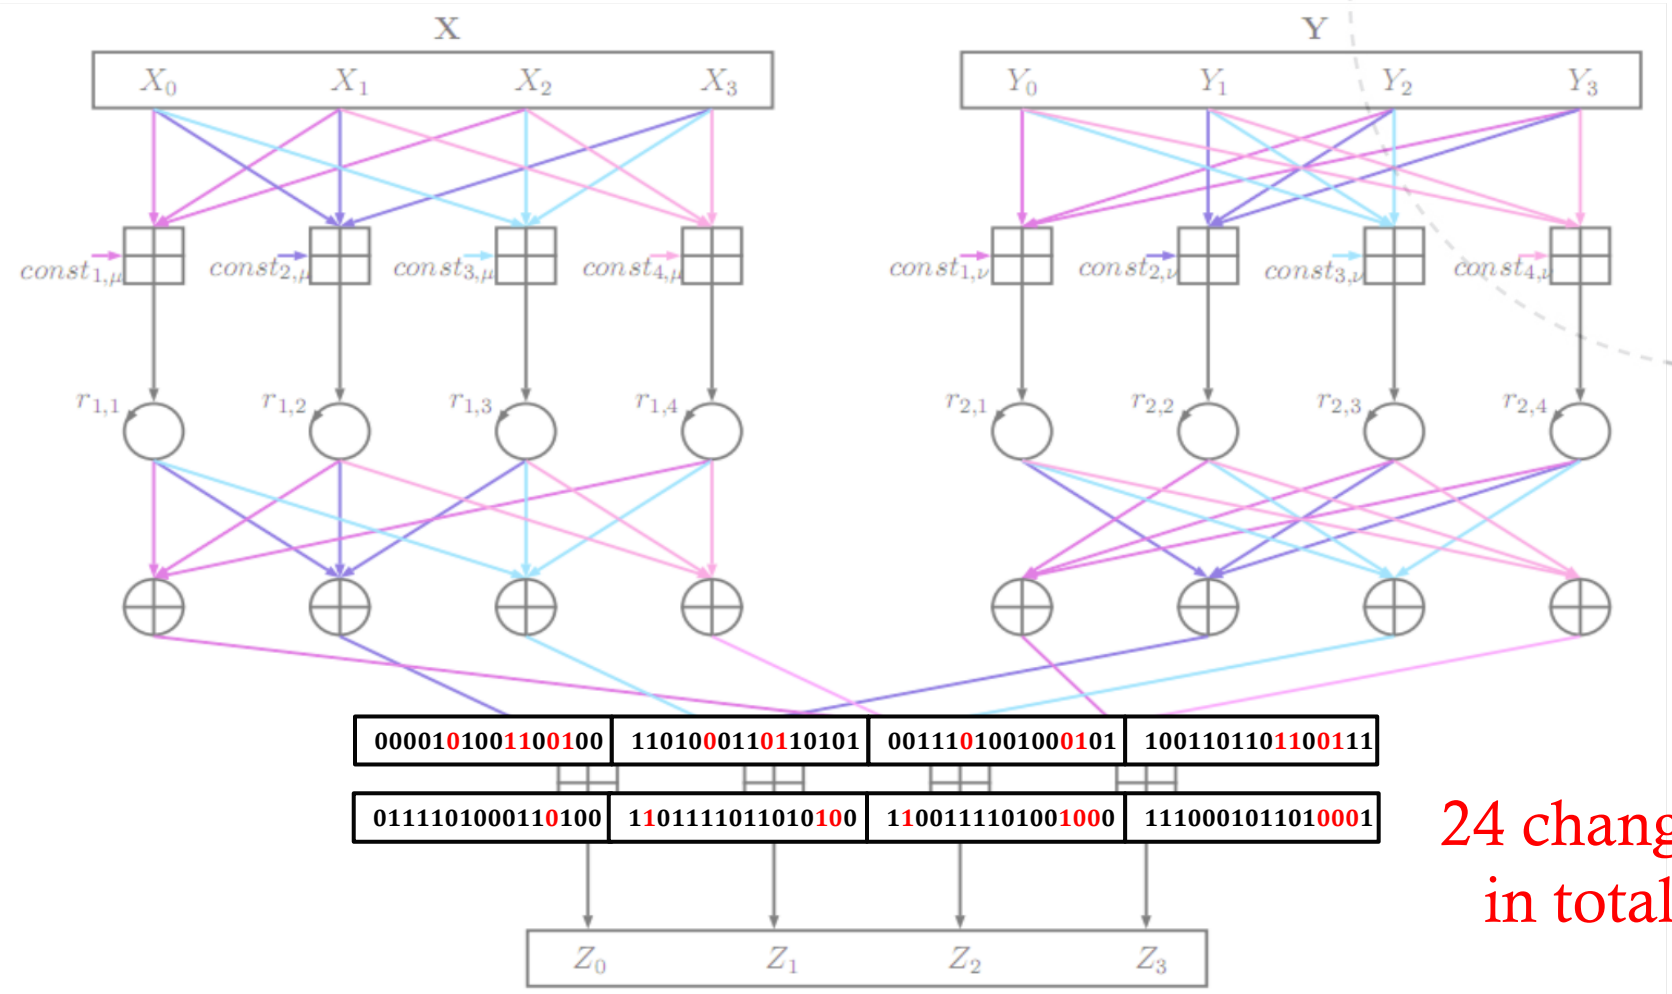 X Y
X₀ X₁ X₂ X₃ Y₀ Y₁ Y₂ Y₃
const₁,μ const₂,μ const₃,μ const₄,μ const₁,ν const₂,ν const₃,ν const₄,ν
r₁,₁ r₁,₂ r₁,₃ r₁,₄ r₂,₁ r₂,₂ r₂,₃ r₂,₄
0000101001100100 1101000110110101 0011101001000101 1001101101100111
0111101000110100 1101111011010100 1100111101001000 1110001011010001
24 chang
in total
Z₀ Z₁ Z₂ Z₃